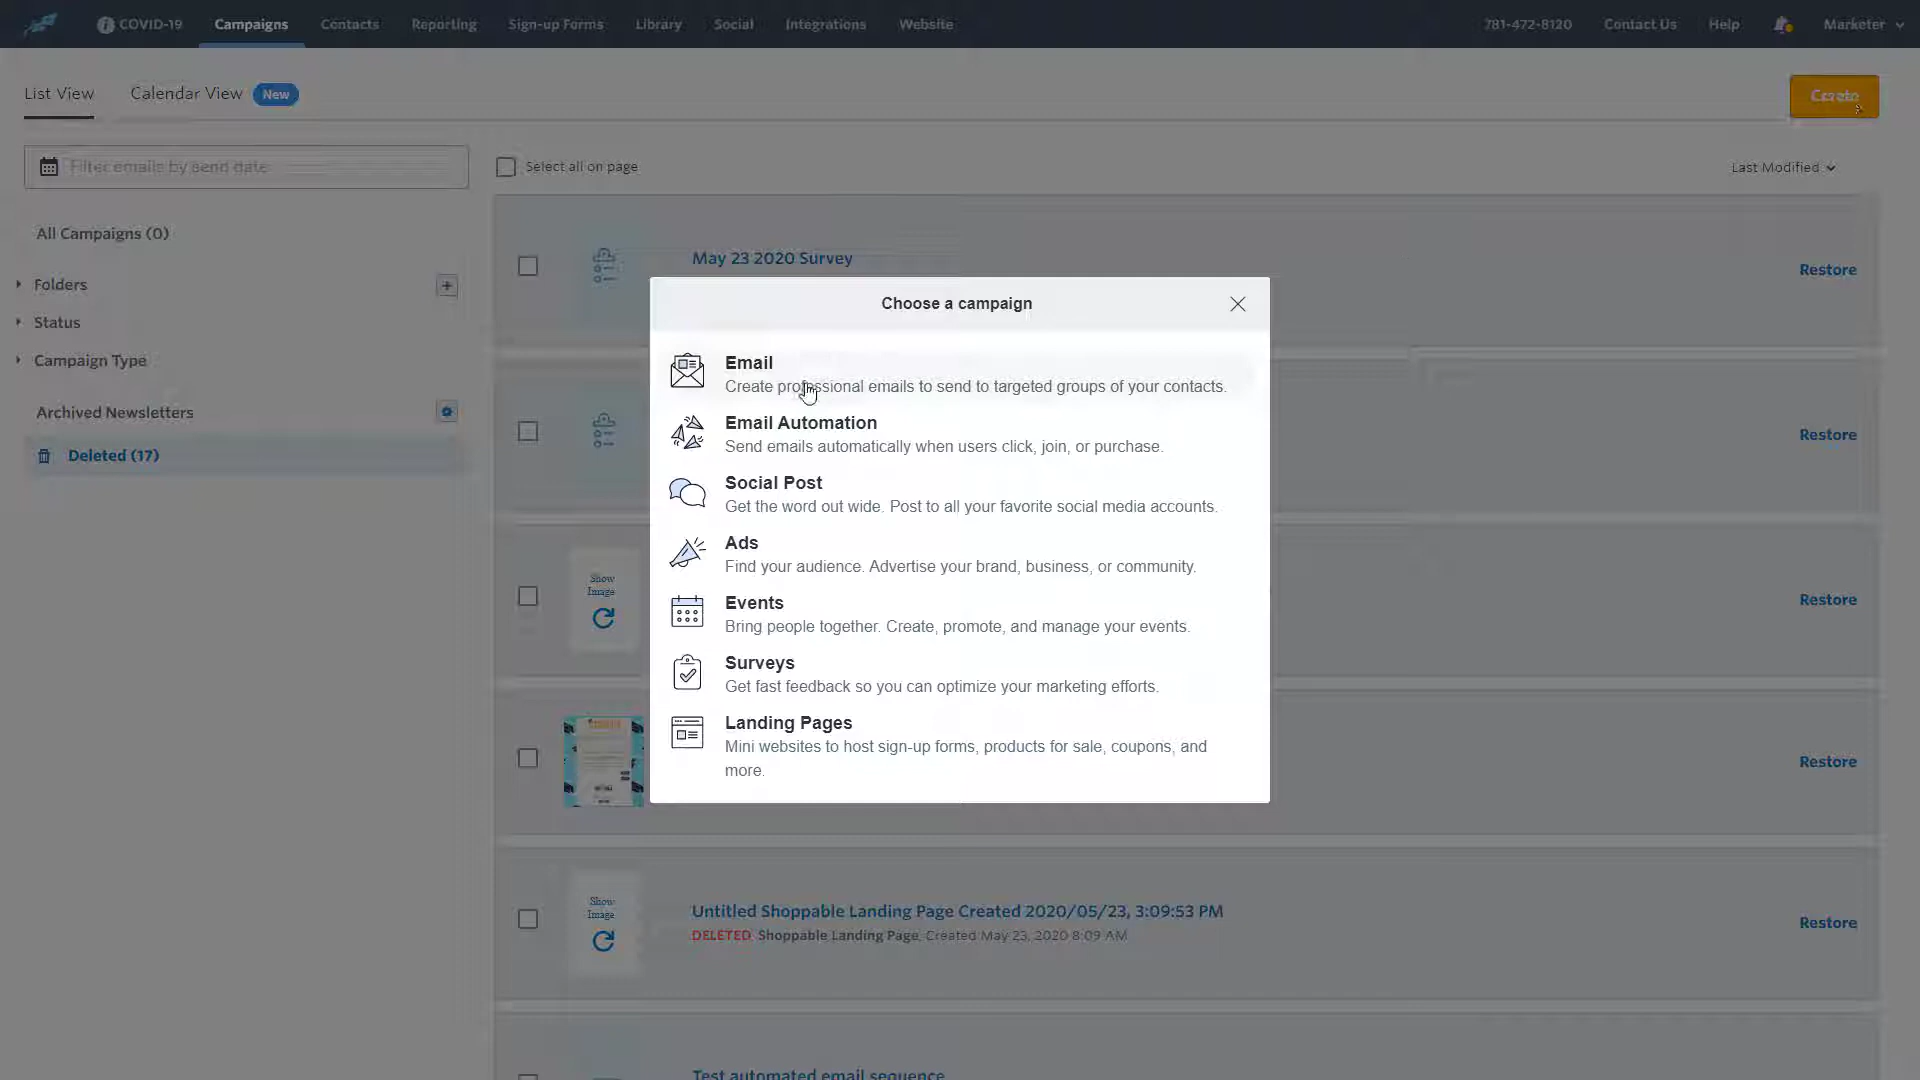 COVID-19 Campaigns Contacts Reporting Sign-up Forms Library Social Integrations Website 781-472-8120 Contact Us Help Marketer
List View Calendar View New Create
Filter emails by send date Select all on page Last Modified
All Campaigns (0)
Folders +
Status
Campaign Type
Archived Newsletters
Deleted (17)
May 23 2020 Survey
Restore
Choose a campaign
Email
Create professional emails to send to targeted groups of your contacts.
Email Automation
Send emails automatically when users click, join, or purchase.
Restore
Social Post
Get the word out wide. Post to all your favorite social media accounts.
Ads
Find your audience. Advertise your brand, business, or community.
Show
Image
Restore
Events
Bring people together. Create, promote, and manage your events.
Surveys
Get fast feedback so you can optimize your marketing efforts.
Landing Pages
Mini websites to host sign-up forms, products for sale, coupons, and
more.
Restore
Show
Image
Untitled Shoppable Landing Page Created 2020/05/23, 3:09:53 PM
DELETED Shoppable Landing Page, Created May 23, 2020 8:09 AM
Restore
Test automated email sequence